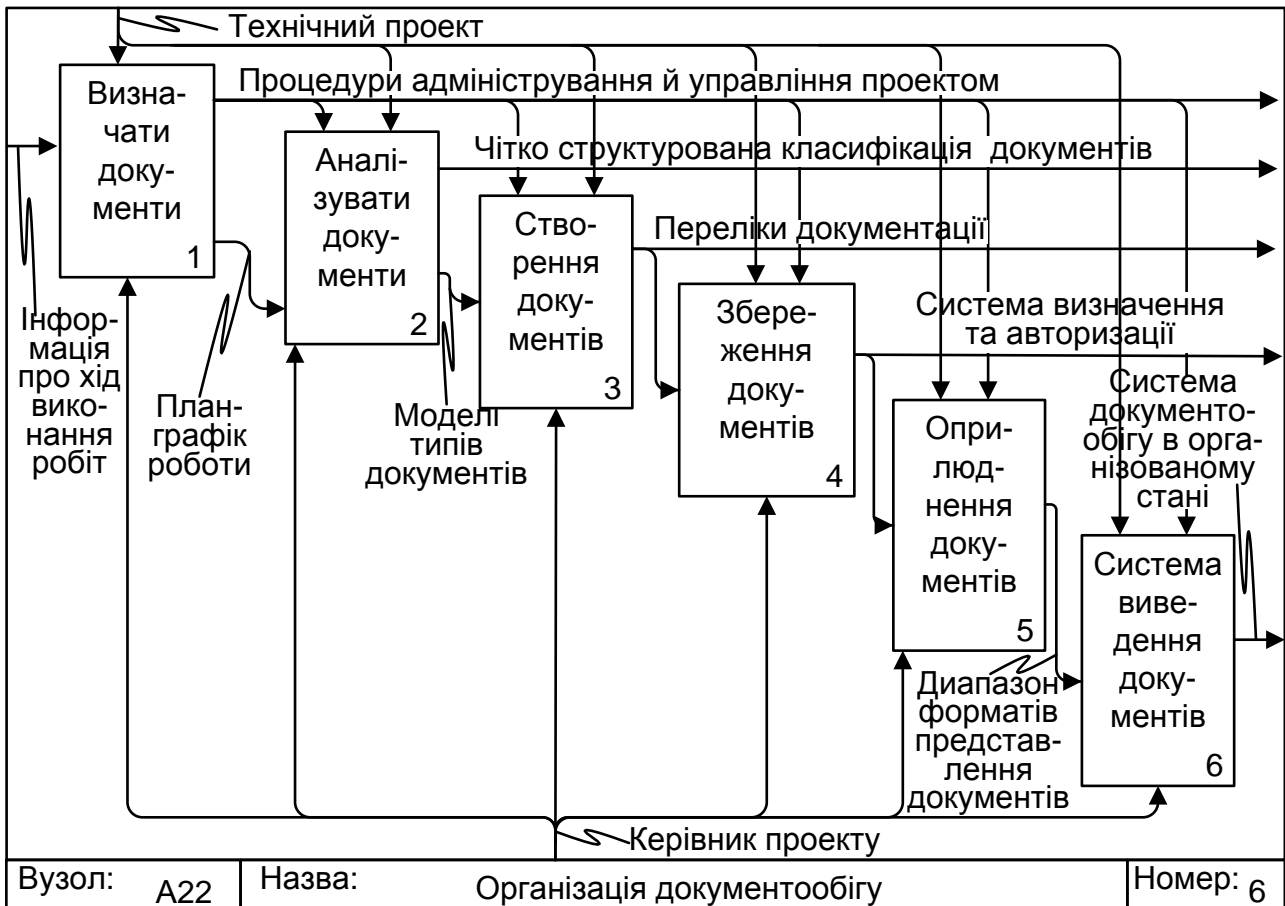 Технічний проект
Процедури адміністрування й управління проектом
Визна-
чати
доку-
менти
1
Аналі-
зувати
доку-
менти
2
Чітко структурована класифікація документів
Ство-
рення
доку-
ментів
3
Переліки документації
Збере-
ження
доку-
ментів
4
Система визначення
та авторизації
Інфор-
мація
про хід
вико-
нання
робіт
План-
графік
роботи
Моделі
типів
документів
Опри-
люд-
нення
доку-
ментів
5
Система
документо-
обігу в орга-
нізованому
стані
Система
виве-
дення
доку-
ментів
6
Диапазон
форматів
представ-
лення
документів
Керівник проекту
Вузол: А22
Назва: Організація документообігу
Номер: 6